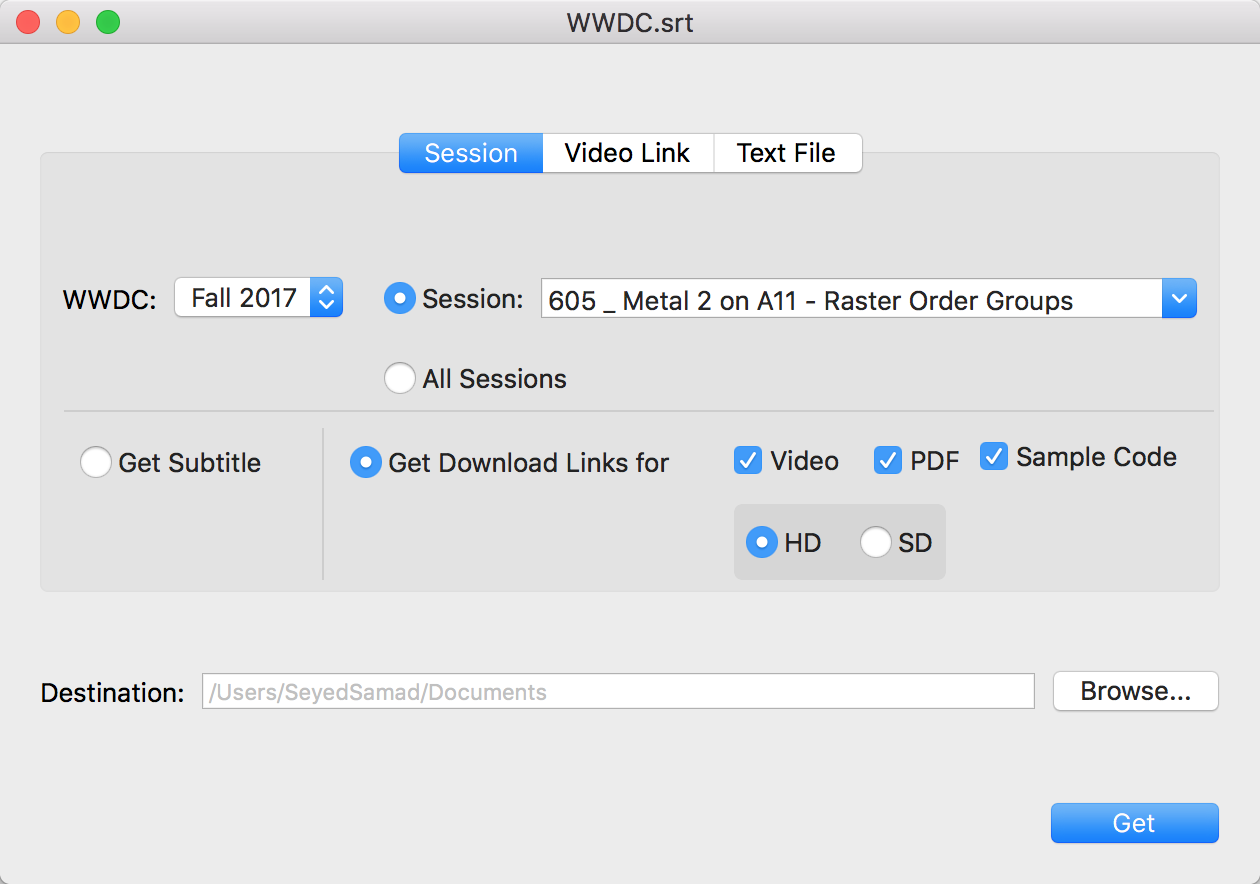 WWDC.srt
Session Video Link Text File
WWDC: Fall 2017 Session: 605 _ Metal 2 on A11 - Raster Order Groups
All Sessions
Get Subtitle Get Download Links for Video PDF Sample Code
HD SD
Destination: /Users/SeyedSamad/Documents Browse...
Get